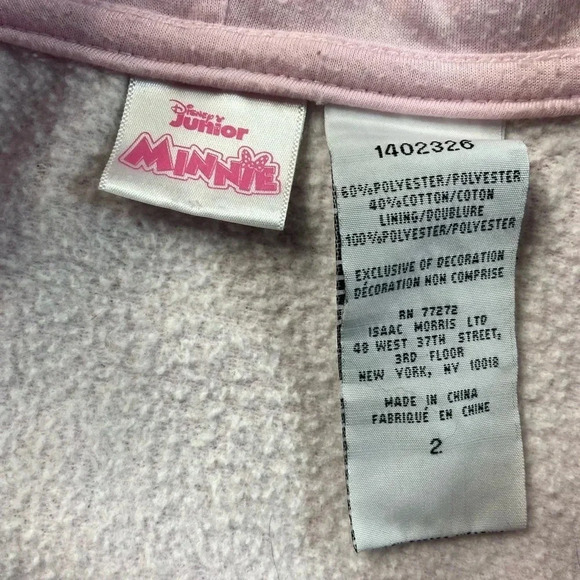 Disney
Junior
MINNIE
1402326
60%POLYESTER/POLYESTER
40%COTTON/COTON
LINING/DOUBLURE
100%POLYESTER/POLYESTER
EXCLUSIVE OF DECORATION
DÉCORATION NON COMPRISE
RN 77272
ISAAC MORRIS LTD
48 WEST 37TH STREET,
3RD FLOOR
NEW YORK, NY 10018
MADE IN CHINA
FABRIQUÉ EN CHINE
2